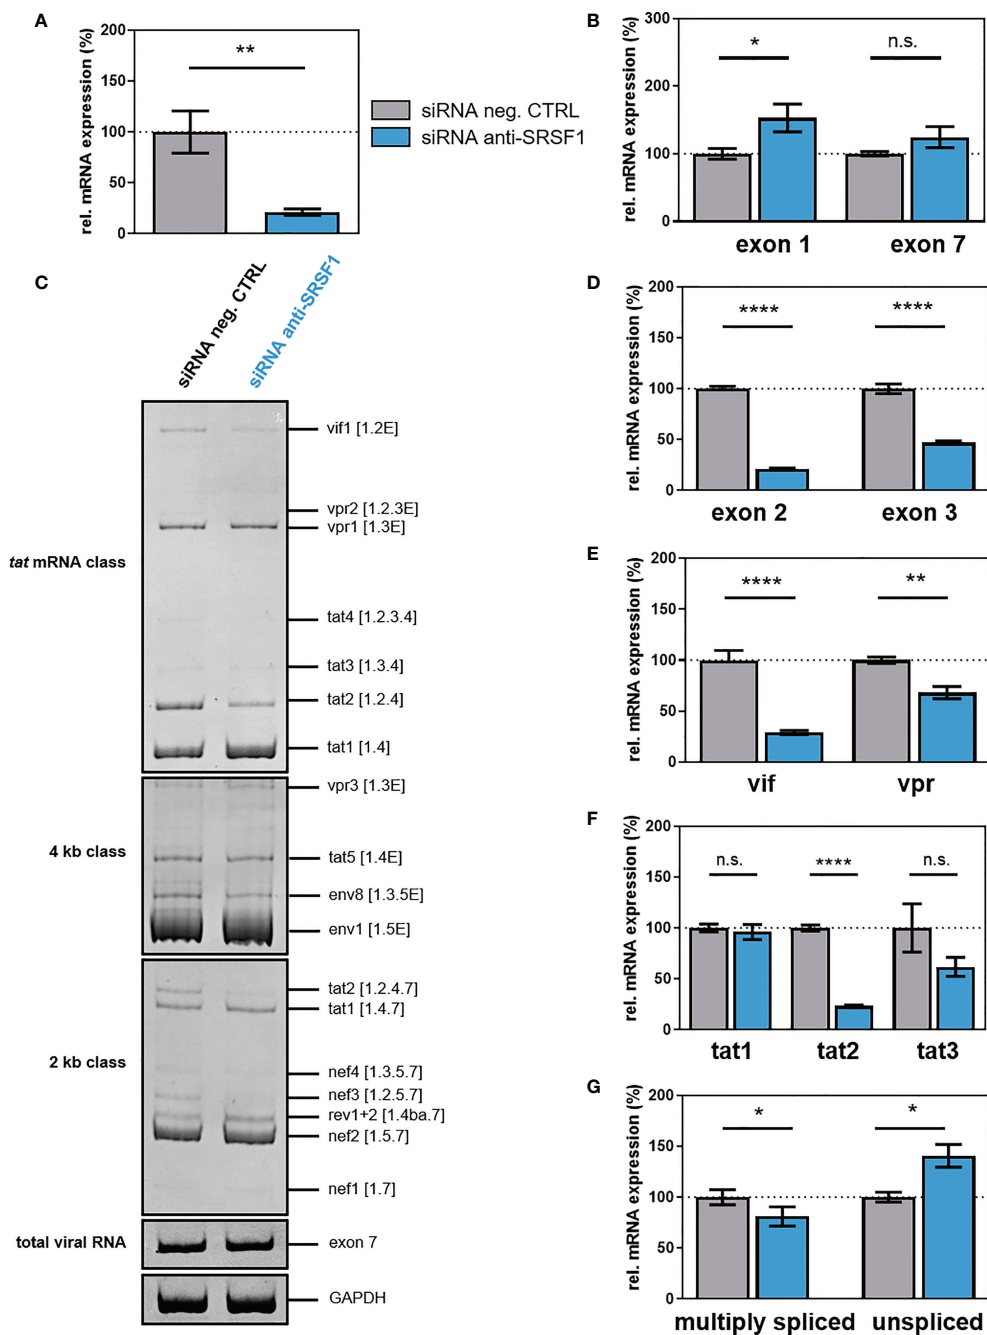 A
rel. mRNA expression (%)
200
150
100
50
0
**
siRNA neg. CTRL
siRNA anti-SRSF1
B
rel. mRNA expression (%)
300
200
100
100
50
0
*
n.s.
exon 1
exon 7
C
siRNA neg. CTRL
siRNA anti-SRSF1
tat mRNA class
vif1 [1.2E]
vpr2 [1.2.3E]
vpr1 [1.3E]
tat4 [1.2.3.4]
tat3 [1.3.4]
tat2 [1.2.4]
tat1 [1.4]
4 kb class
vpr3 [1.3E]
tat5 [1.4E]
env8 [1.3.5E]
env1 [1.5E]
2 kb class
tat2 [1.2.4.7]
tat1 [1.4.7]
nef4 [1.3.5.7]
nef3 [1.2.5.7]
rev1+2 [1.4ba.7]
nef2 [1.5.7]
nef1 [1.7]
total viral RNA
exon 7
GAPDH
D
rel. mRNA expression (%)
200
150
100
50
0
****
****
exon 2
exon 3
E
rel. mRNA expression (%)
200
150
100
50
0
****
**
vif
vpr
F
rel. mRNA expression (%)
200
150
100
50
0
n.s.
****
n.s.
tat1
tat2
tat3
G
rel. mRNA expression (%)
200
150
100
50
0
*
*
multiply spliced
unspliced